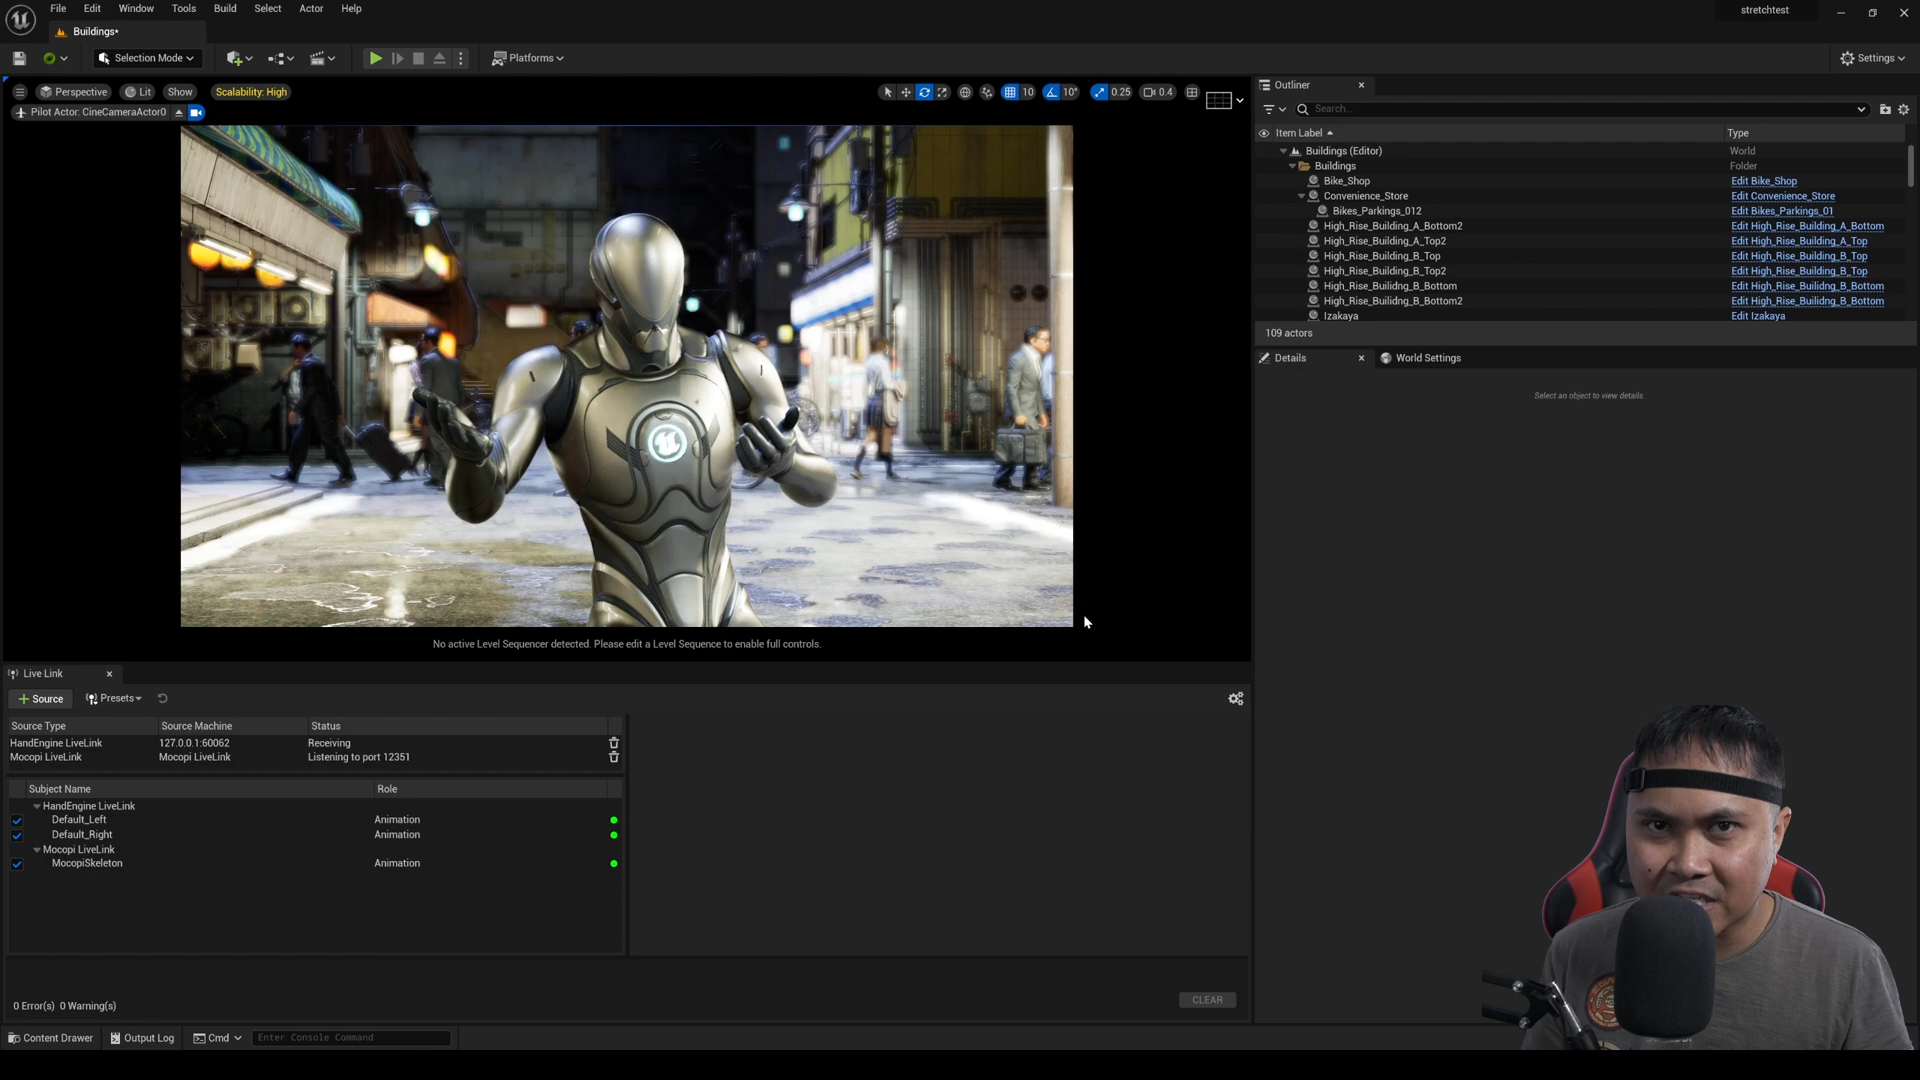 File Edit Window Tools Build Select Actor Help
stretchtest
Buildings*
Selection Mode
Platforms
Settings
Perspective Lit Show Scalability: High
10 10° 0.25 0.4
Pilot Actor: CineCameraActor0
No active Level Sequencer detected. Please edit a Level Sequence to enable full controls.
Outliner
Search...
Item Label Type
Buildings (Editor) World
Buildings Folder
Bike_Shop Edit Bike_Shop
Convenience_Store Edit Convenience_Store
Bikes_Parkings_012 Edit Bikes_Parkings_01
High_Rise_Building_A_Bottom2 Edit High_Rise_Building_A_Bottom
High_Rise_Building_A_Top2 Edit High_Rise_Building_A_Top
High_Rise_Building_B_Top Edit High_Rise_Building_B_Top
High_Rise_Building_B_Top2 Edit High_Rise_Building_B_Top
High_Rise_Builidng_B_Bottom Edit High_Rise_Builidng_B_Bottom
High_Rise_Builidng_B_Bottom2 Edit High_Rise_Builidng_B_Bottom
Izakaya Edit Izakaya
109 actors
Details World Settings
Select an object to view details.
Live Link
Source Presets
Source Type Source Machine Status
HandEngine LiveLink 127.0.0.1:60062 Receiving
Mocopi LiveLink Mocopi LiveLink Listening to port 12351
Subject Name Role
HandEngine LiveLink
Default_Left Animation
Default_Right Animation
Mocopi LiveLink
MocopiSkeleton Animation
0 Error(s) 0 Warning(s)
CLEAR
Content Drawer Output Log Cmd Enter Console Command